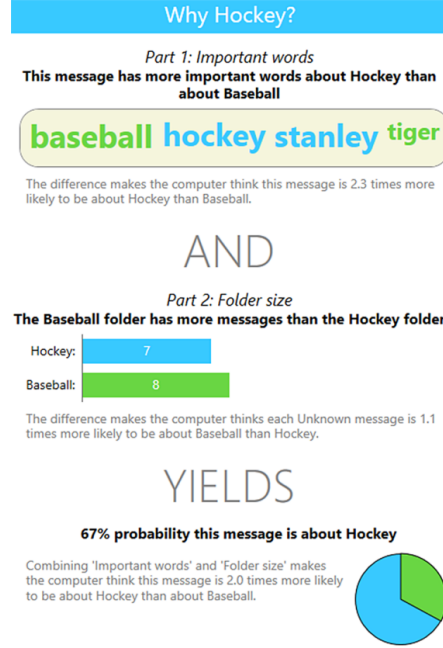 Why Hockey?
Part 1: Important words
This message has more important words about Hockey than
about Baseball
baseball hockey stanley tiger
The difference makes the computer think this message is 2.3 times more
likely to be about Hockey than Baseball.
AND
Part 2: Folder size
The Baseball folder has more messages than the Hockey folder
Hockey: 7
Baseball: 8
The difference makes the computer thinks each Unknown message is 1.1
times more likely to be about Baseball than Hockey.
YIELDS
67% probability this message is about Hockey
Combining 'Important words' and 'Folder size' makes
the computer think this message is 2.0 times more likely
to be about Hockey than about Baseball.